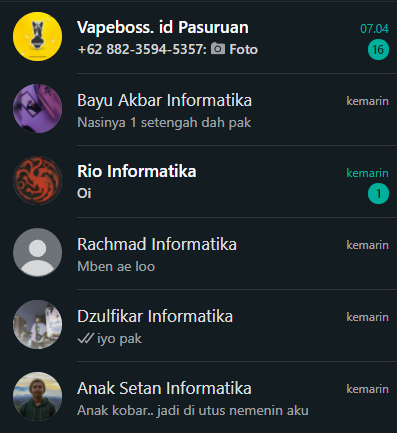 Vapeboss. id Pasuruan 07.04
+62 882-3594-5357: Foto 16
Bayu Akbar Informatika kemarin
Nasinya 1 setengah dah pak
Rio Informatika kemarin
Oi 1
Rachmad Informatika kemarin
Mben ae loo
Dzulfikar Informatika kemarin
iyo pak
Anak Setan Informatika kemarin
Anak kobar.. jadi di utus nemenin aku